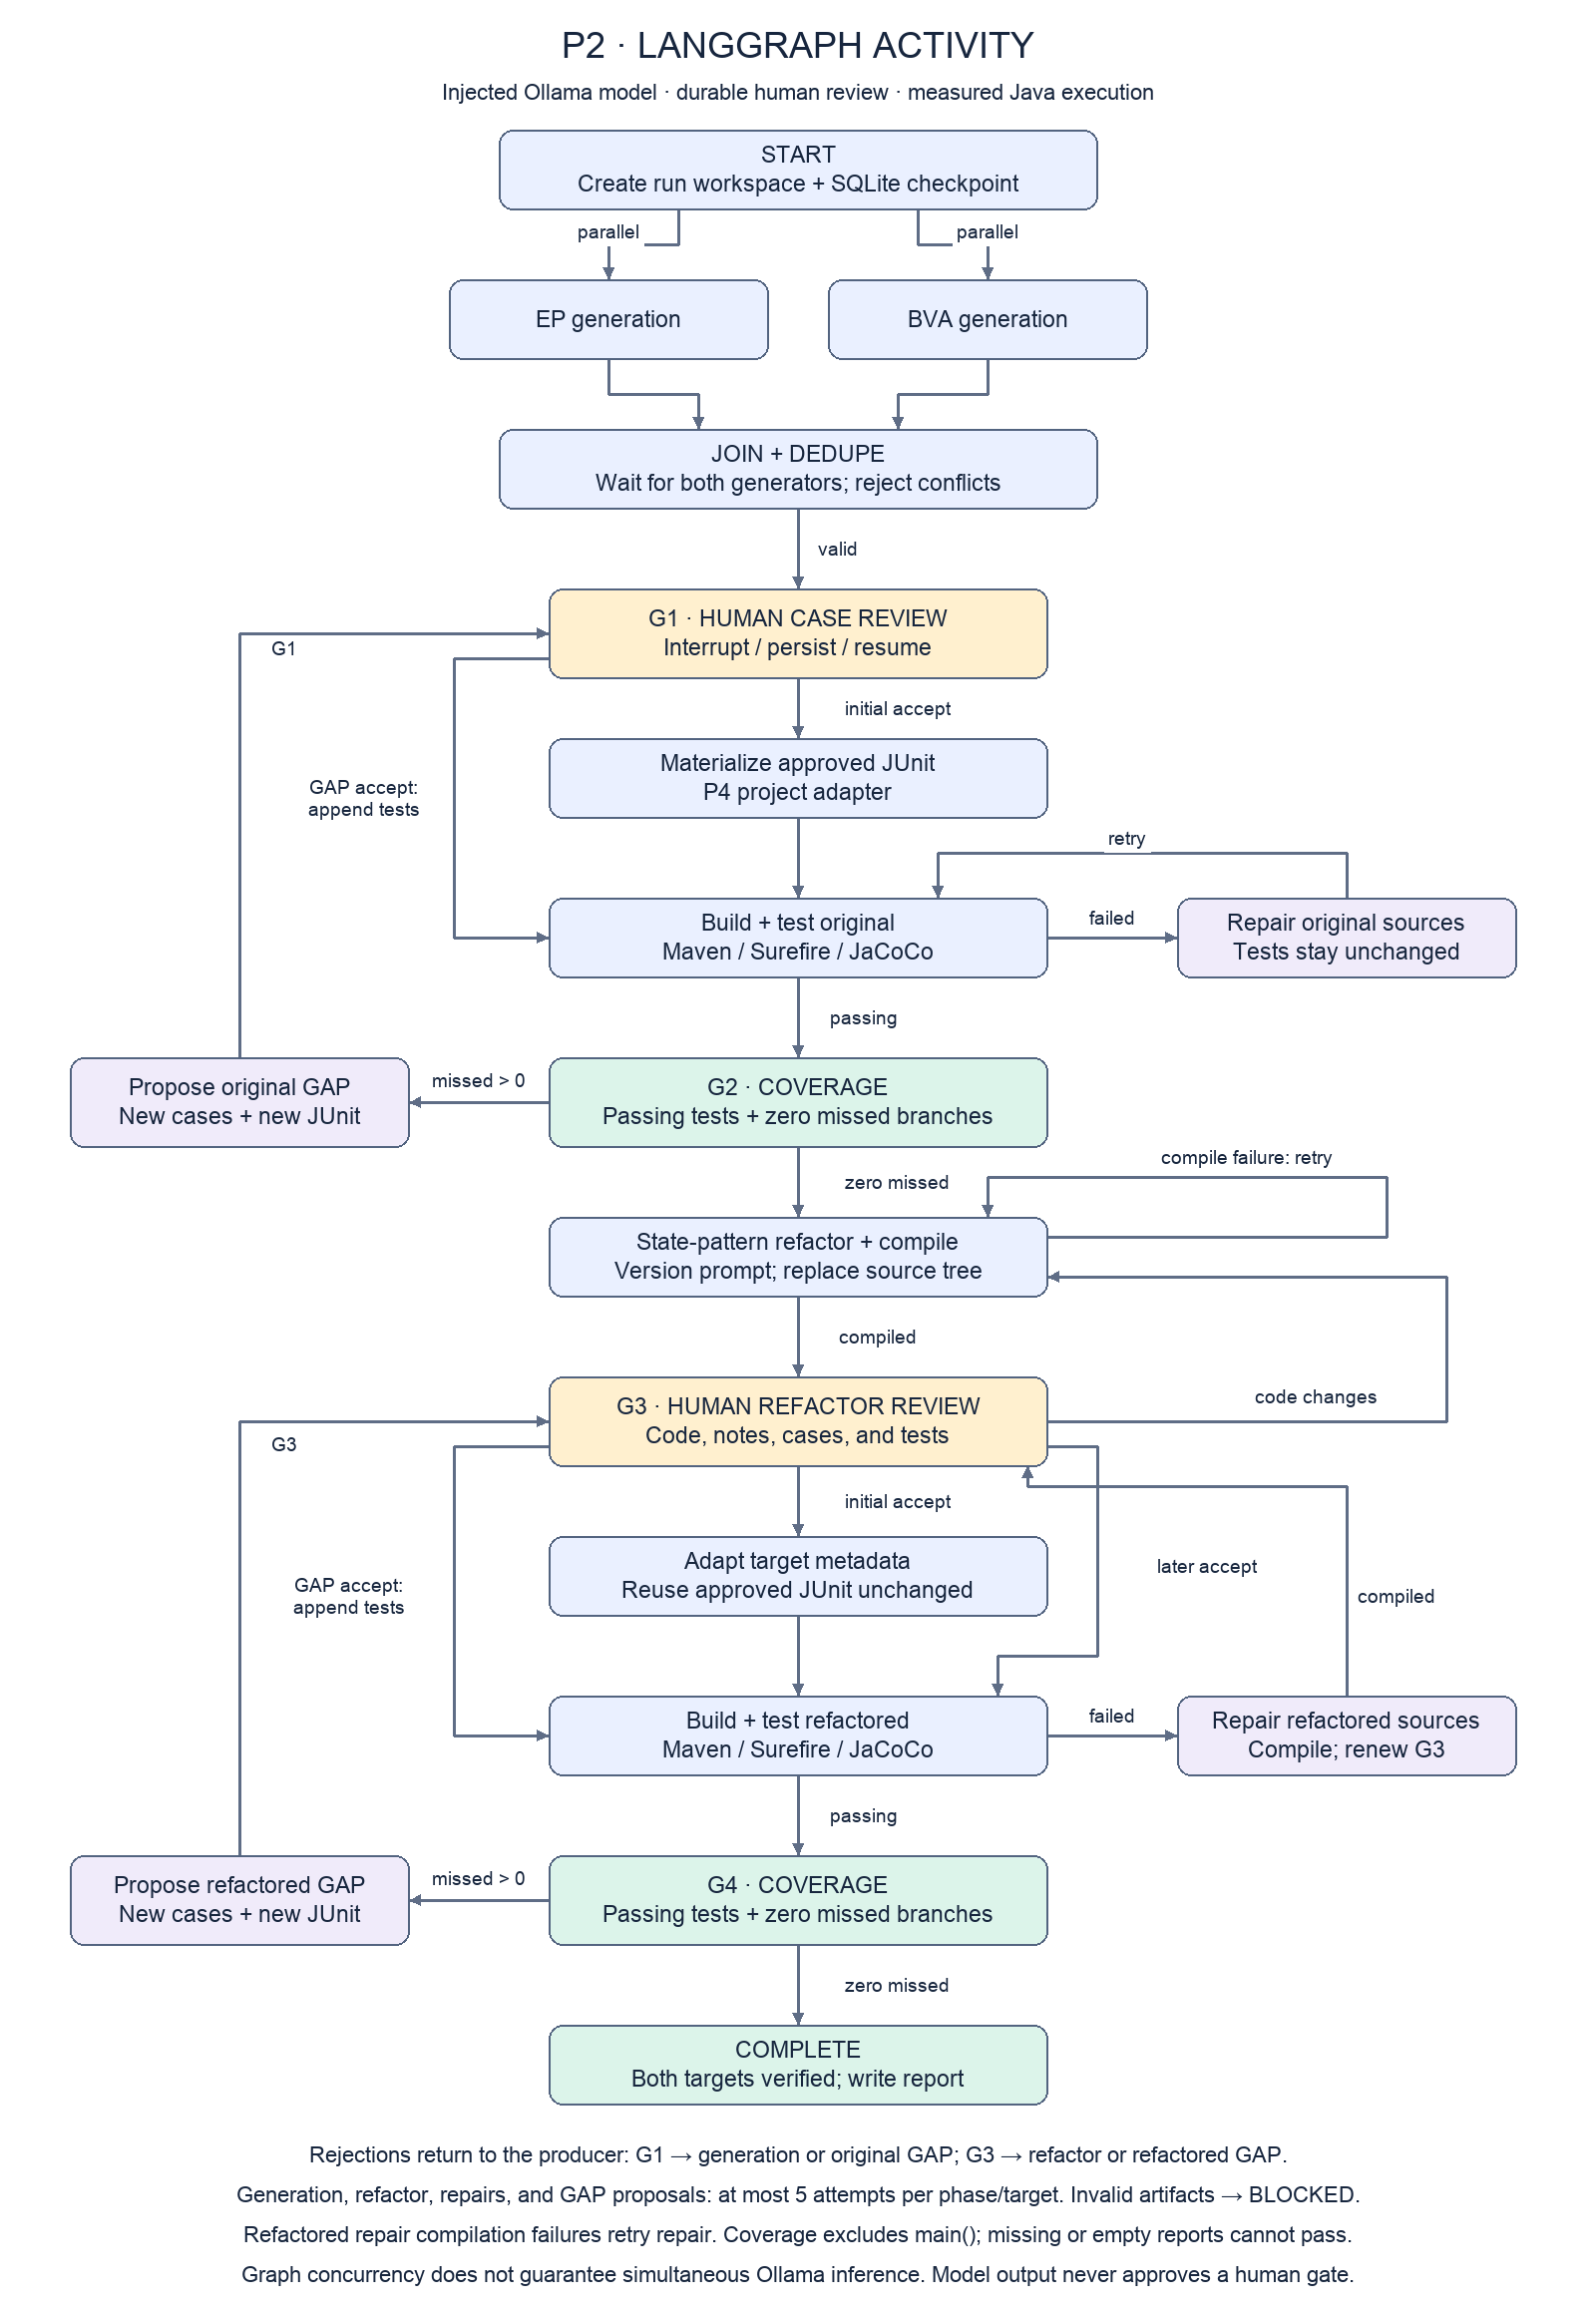 P2 · LANGGRAPH ACTIVITY
Injected Ollama model · durable human review · measured Java execution
START
Create run workspace + SQLite checkpoint
parallel
parallel
EP generation
BVA generation
JOIN + DEDUPE
Wait for both generators; reject conflicts
valid
G1 · HUMAN CASE REVIEW
Interrupt / persist / resume
G1
initial accept
GAP accept:
append tests
Materialize approved JUnit
P4 project adapter
retry
Build + test original
Maven / Surefire / JaCoCo
failed
Repair original sources
Tests stay unchanged
passing
Propose original GAP
New cases + new JUnit
missed > 0
G2 · COVERAGE
Passing tests + zero missed branches
compile failure: retry
zero missed
State-pattern refactor + compile
Version prompt; replace source tree
compiled
code changes
G3 · HUMAN REFACTOR REVIEW
Code, notes, cases, and tests
G3
initial accept
GAP accept:
append tests
Adapt target metadata
Reuse approved JUnit unchanged
later accept
compiled
Build + test refactored
Maven / Surefire / JaCoCo
failed
Repair refactored sources
Compile; renew G3
passing
Propose refactored GAP
New cases + new JUnit
missed > 0
G4 · COVERAGE
Passing tests + zero missed branches
zero missed
COMPLETE
Both targets verified; write report
Rejections return to the producer: G1 → generation or original GAP; G3 → refactor or refactored GAP.
Generation, refactor, repairs, and GAP proposals: at most 5 attempts per phase/target. Invalid artifacts → BLOCKED.
Refactored repair compilation failures retry repair. Coverage excludes main(); missing or empty reports cannot pass.
Graph concurrency does not guarantee simultaneous Ollama inference. Model output never approves a human gate.